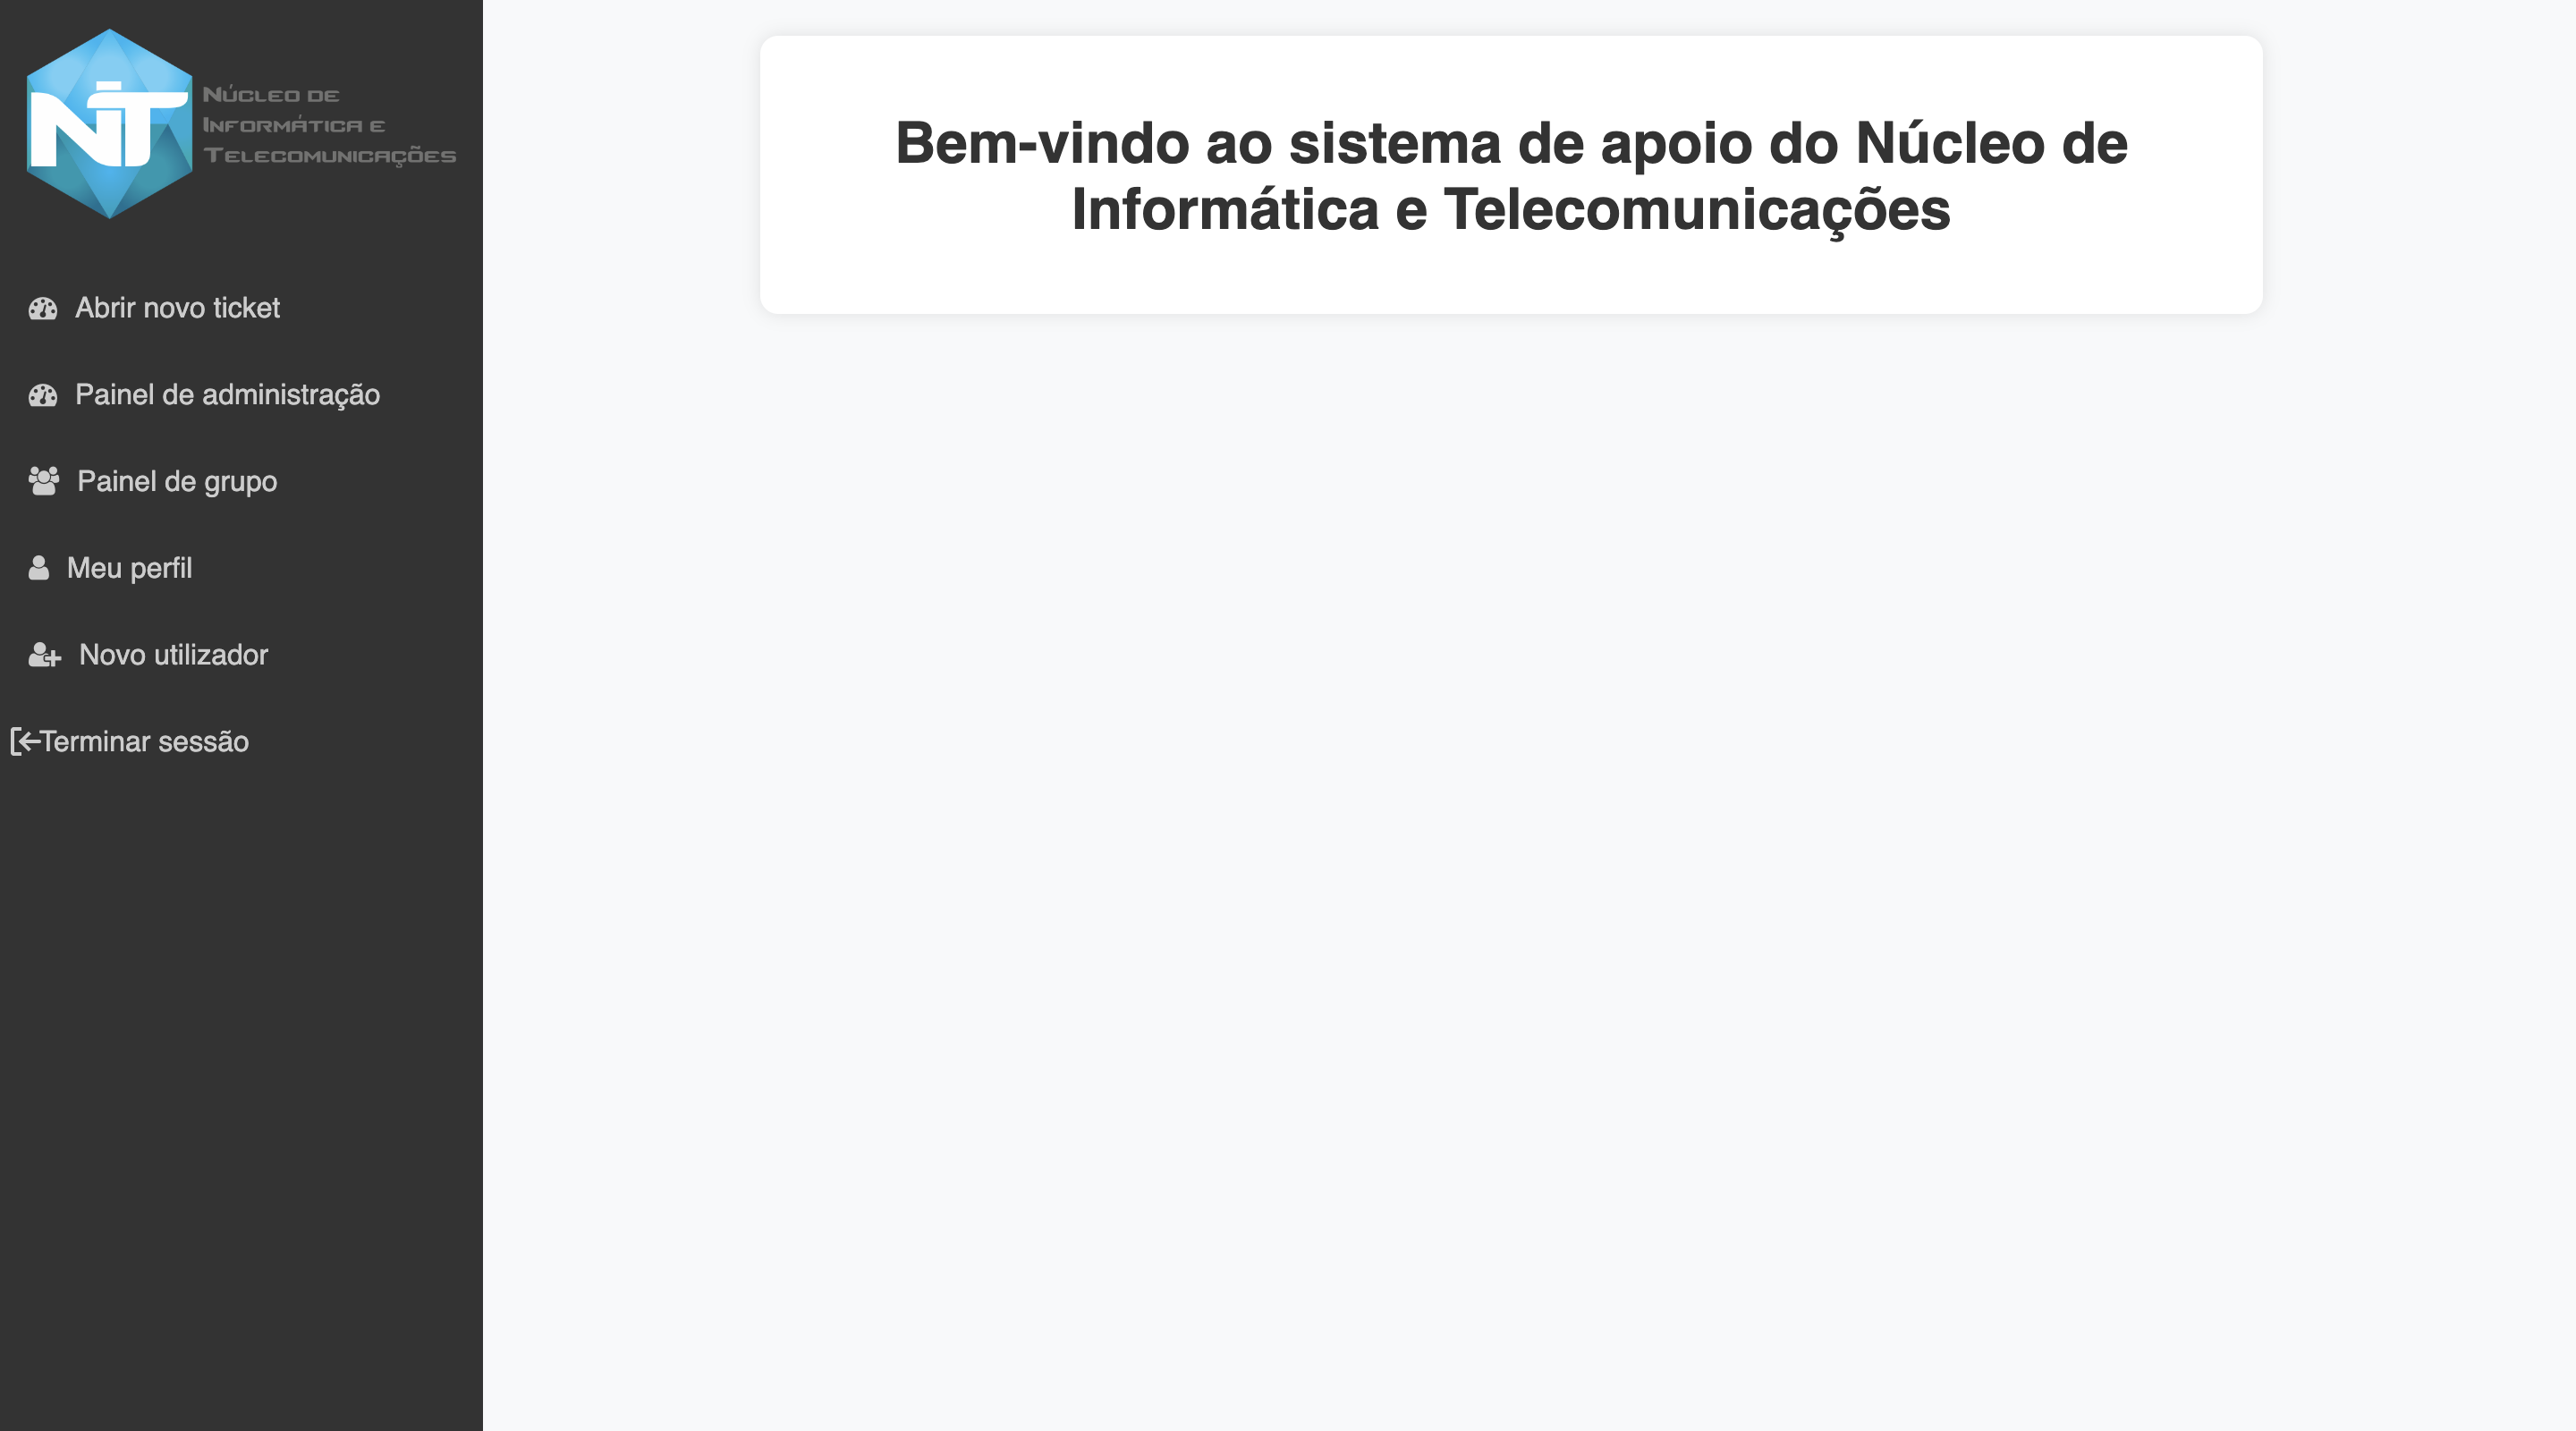 NIT
Núcleo de
Informática e
Telecomunicações
Abrir novo ticket
Painel de administração
Painel de grupo
Meu perfil
Novo utilizador
Terminar sessão
Bem-vindo ao sistema de apoio do Núcleo de
Informática e Telecomunicações